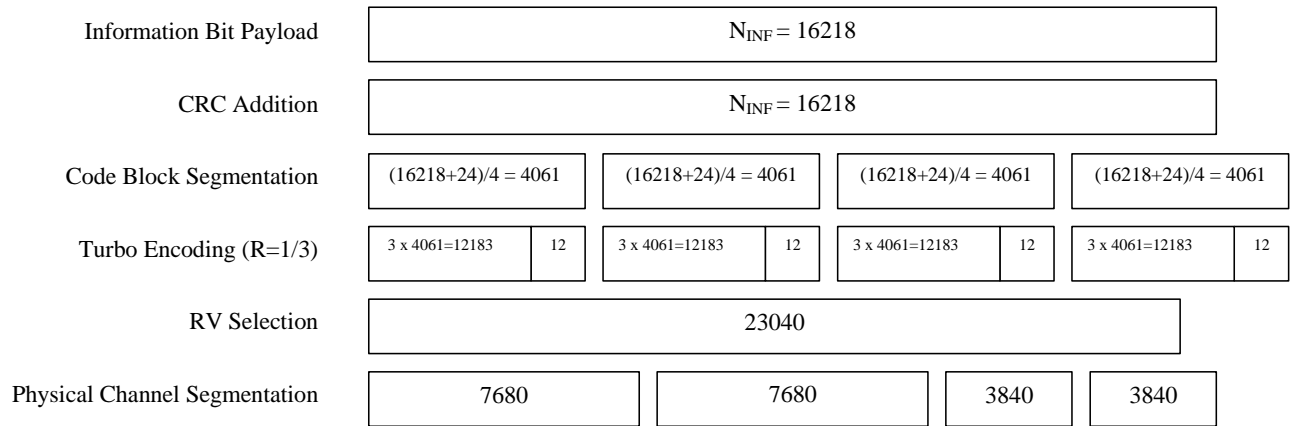 Information Bit Payload NINF = 16218
CRC Addition NINF = 16218
Code Block Segmentation (16218+24)/4 = 4061 (16218+24)/4 = 4061 (16218+24)/4 = 4061 (16218+24)/4 = 4061
Turbo Encoding (R=1/3) 3 x 4061=12183 12 3 x 4061=12183 12 3 x 4061=12183 12 3 x 4061=12183 12
RV Selection 23040
Physical Channel Segmentation 7680 7680 3840 3840